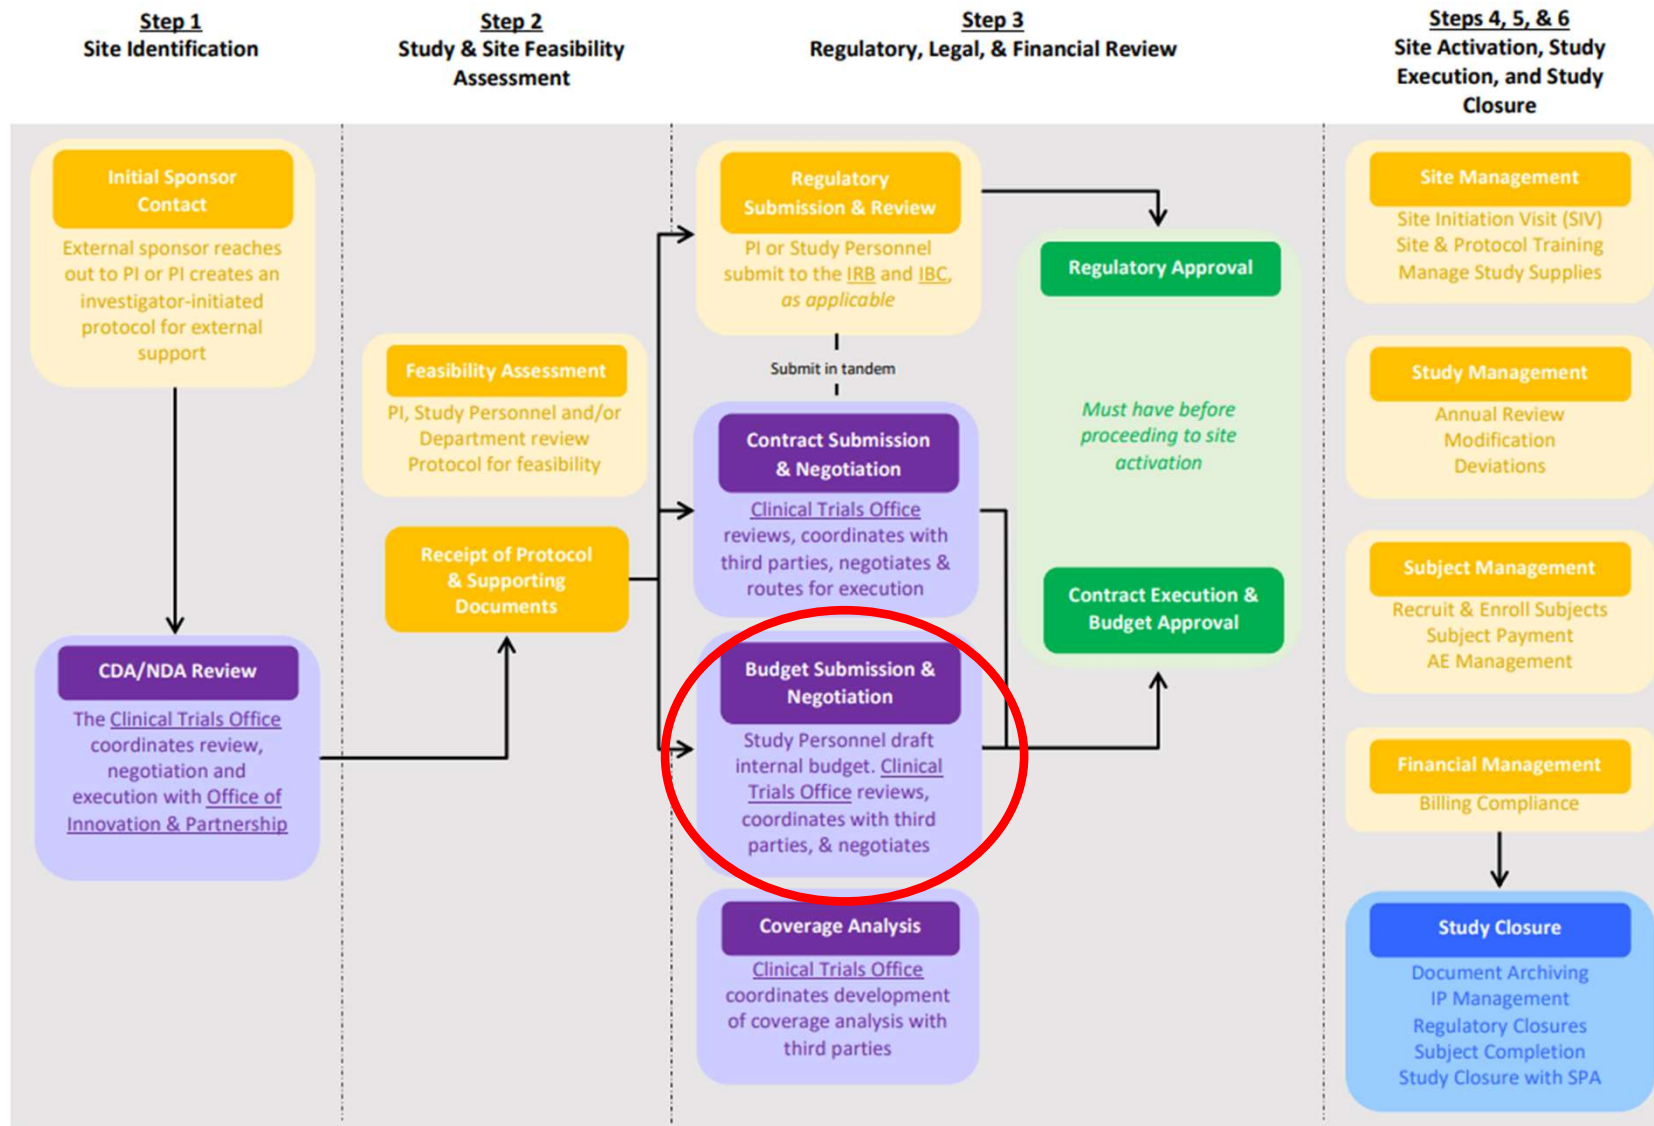 Step 1
Site Identification
Step 2
Study & Site Feasibility
Assessment
Step 3
Regulatory, Legal, & Financial Review
Steps 4, 5, & 6
Site Activation, Study
Execution, and Study
Closure
Initial Sponsor
Contact
External sponsor reaches
out to PI or PI creates an
investigator-initiated
protocol for external
support
CDA/NDA Review
The Clinical Trials Office
coordinates review,
negotiation and
execution with Office of
Innovation & Partnership
Feasibility Assessment
PI, Study Personnel and/or
Department review
Protocol for feasibility
Receipt of Protocol
& Supporting
Documents
Regulatory
Submission & Review
PI or Study Personnel
submit to the IRB and IBC,
as applicable
Submit in tandem
Contract Submission
& Negotiation
Clinical Trials Office
reviews, coordinates with
third parties, negotiates &
routes for execution
Budget Submission &
Negotiation
Study Personnel draft
internal budget. Clinical
Trials Office reviews,
coordinates with third
parties, & negotiates
Coverage Analysis
Clinical Trials Office
coordinates development
of coverage analysis with
third parties
Regulatory Approval
Must have before
proceeding to site
activation
Contract Execution &
Budget Approval
Site Management
Site Initiation Visit (SIV)
Site & Protocol Training
Manage Study Supplies
Study Management
Annual Review
Modification
Deviations
Subject Management
Recruit & Enroll Subjects
Subject Payment
AE Management
Financial Management
Billing Compliance
Study Closure
Document Archiving
IP Management
Regulatory Closures
Subject Completion
Study Closure with SPA